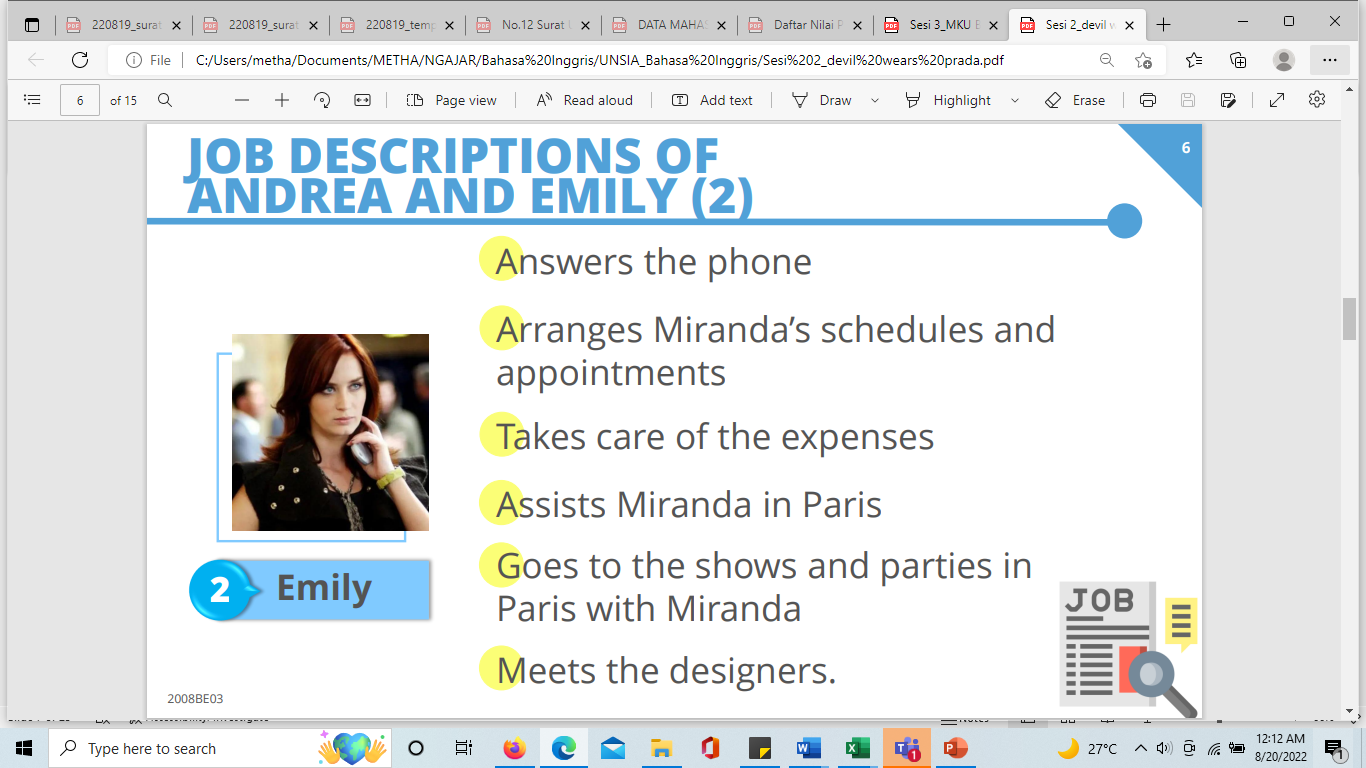 220819_surat
220819_surat
220819_temp
No.12 Surat
DATA MAHAS
Daftar Nilai P
Sesi 3_MKU B
Sesi 2_devil w
File
C:/Users/metha/Documents/METHA/NGAJAR/Bahasa%20Inggris/UNSIA_Bahasa%20Inggris/Sesi%202_devil%20wears%20prada.pdf
6 of 15
Page view
Read aloud
Add text
Draw
Highlight
Erase
JOB DESCRIPTIONS OF
ANDREA AND EMILY (2)
6
Answers the phone
Arranges Miranda’s schedules and
appointments
Takes care of the expenses
Assists Miranda in Paris
Goes to the shows and parties in
Paris with Miranda
Meets the designers.
2 Emily
JOB
2008BE03
Type here to search
27°C
12:12 AM
8/20/2022
1
1